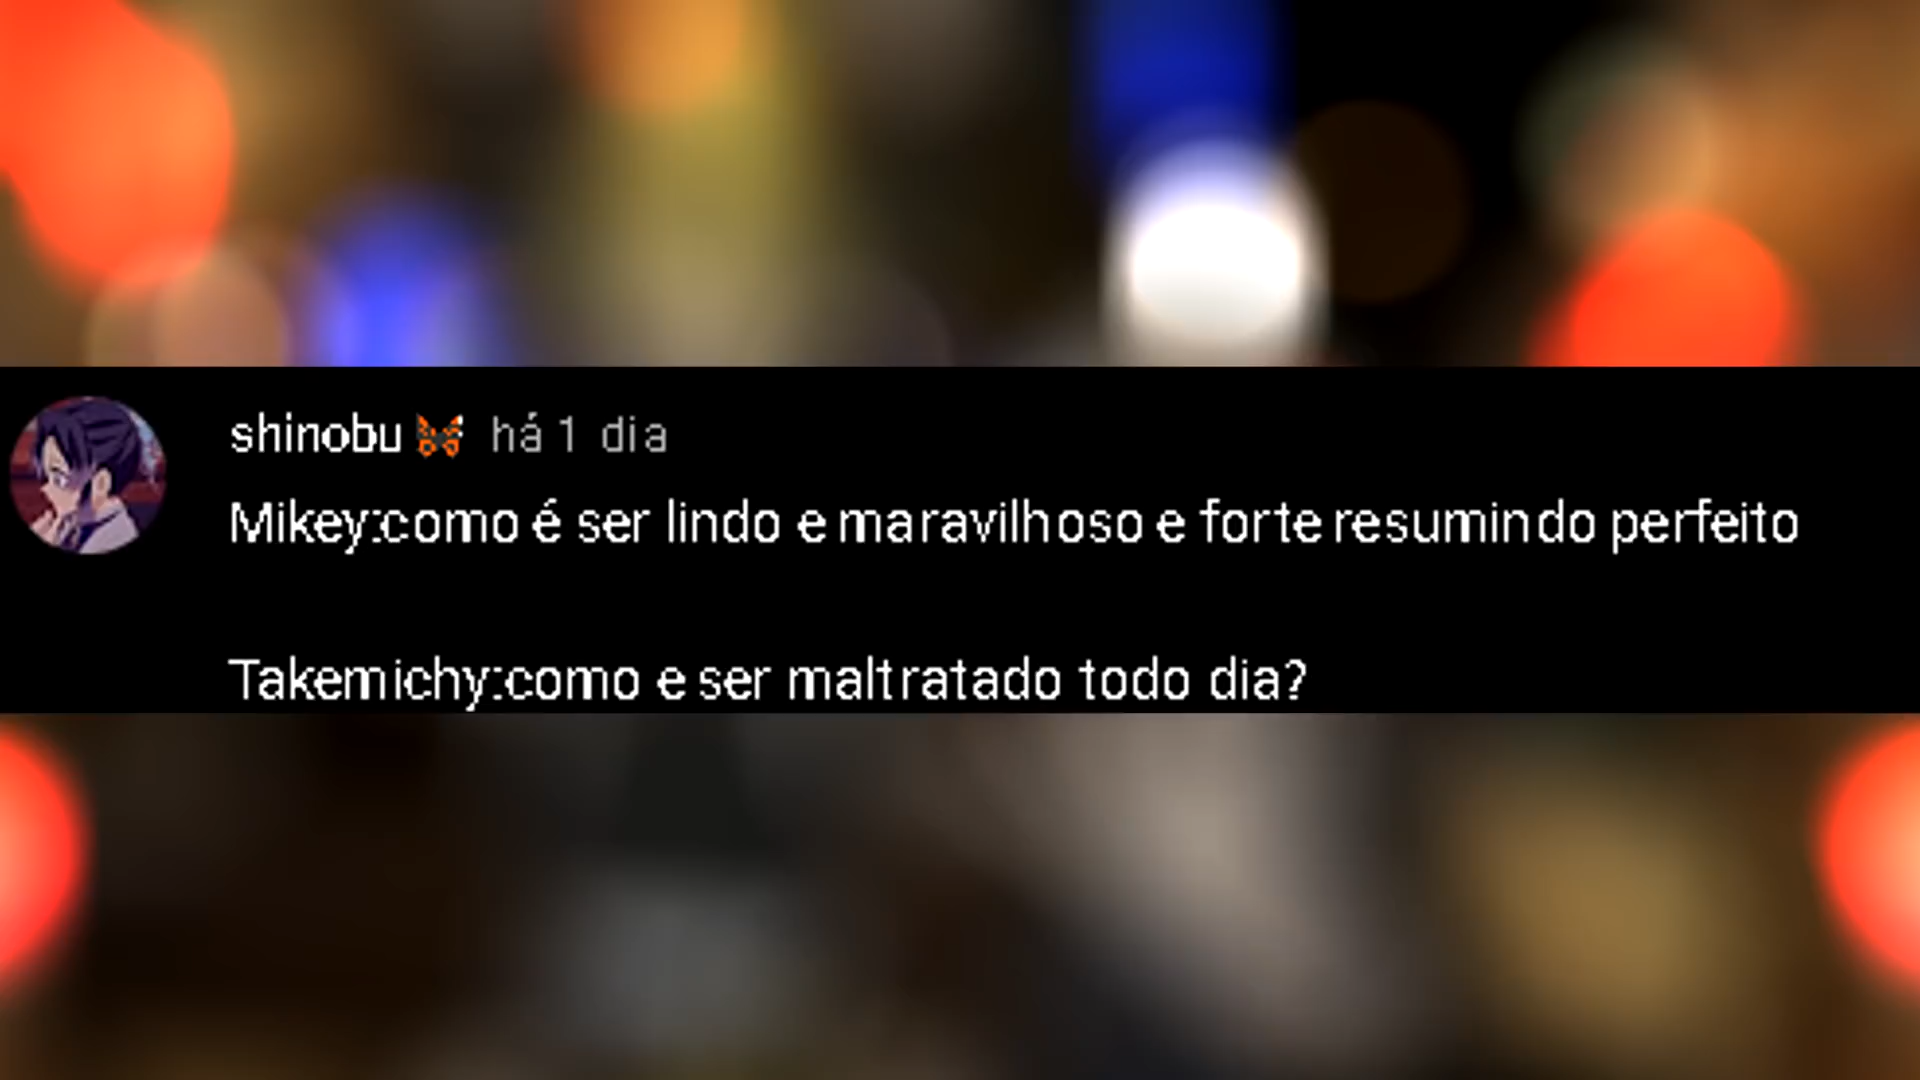 shinobu🦋 há 1 dia
Mikey:como é ser lindo e maravilhoso e forte resumindo perfeito
Takemichy:como e ser maltratado todo dia?